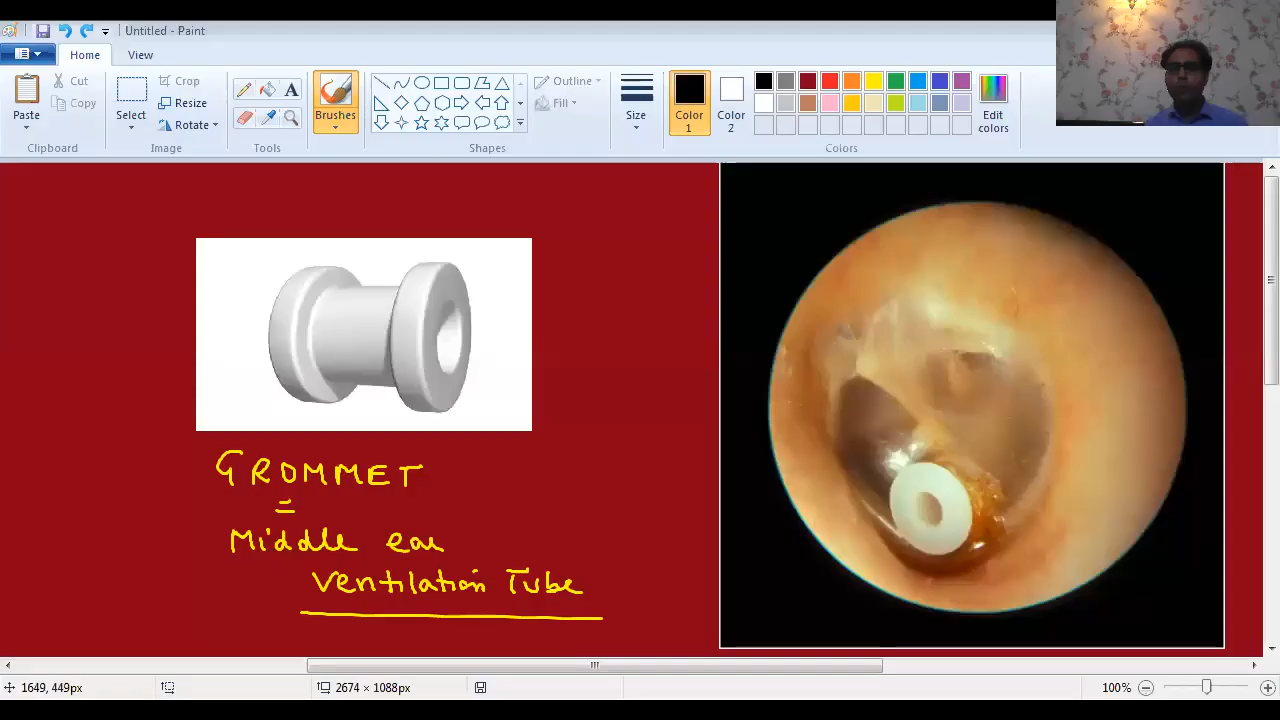 Untitled - Paint
Home View
Paste
Cut
Copy
Clipboard
Select
Crop
Resize
Rotate
Image
Tools
Brushes
Shapes
Outline
Fill
Size
Color 1
Color 2
Edit colors
Colors
GROMMET
=
Middle ear
Ventilation Tube
1649, 449px
2674 × 1088px
100%